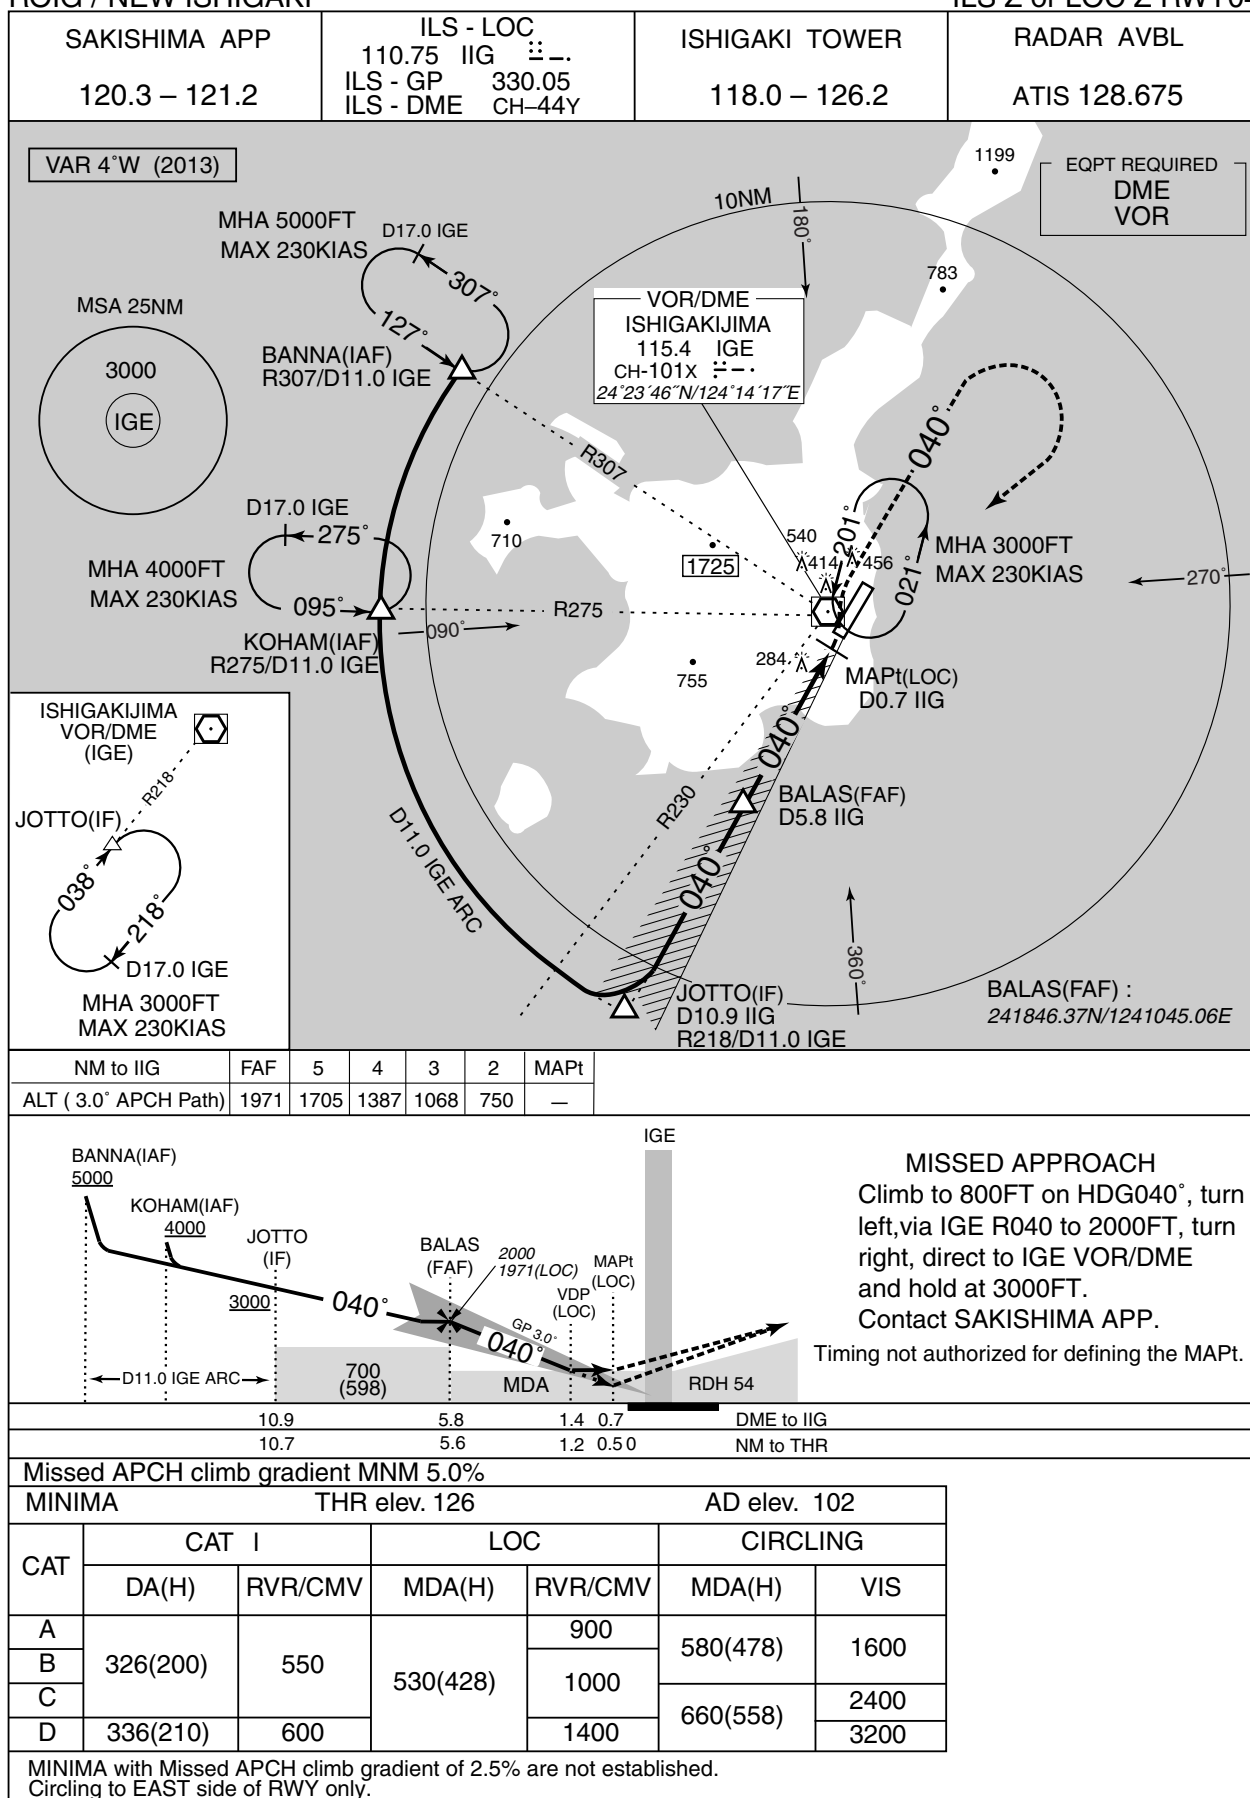 ROIG / NEW ISHIGAKI
ILS Z or LOC Z RWY04
SAKISHIMA APP
120.3 – 121.2
ILS - LOC
110.75 IIG
ILS - GP 330.05
ILS - DME CH–44Y
ISHIGAKI TOWER
118.0 – 126.2
RADAR AVBL
ATIS 128.675
VAR 4°W (2013)
EQPT REQUIRED
DME
VOR
1199
10NM
180°
783
MHA 5000FT
MAX 230KIAS
D17.0 IGE
307°
127°
BANNA(IAF)
R307/D11.0 IGE
MSA 25NM
3000
IGE
VOR/DME
ISHIGAKIJIMA
115.4 IGE
CH-101X
24°23´46˝N/124°14´17˝E
040°
R307
D17.0 IGE
275°
MHA 4000FT
MAX 230KIAS
095°
KOHAM(IAF)
R275/D11.0 IGE
090°
R275
710
1725
540
414
456
201°
021°
MHA 3000FT
MAX 230KIAS
270°
284
755
MAPt(LOC)
D0.7 IIG
040°
BALAS(FAF)
D5.8 IIG
R230
040°
D11.0 IGE ARC
360°
JOTTO(IF)
D10.9 IIG
R218/D11.0 IGE
BALAS(FAF) :
241846.37N/1241045.06E
ISHIGAKIJIMA
VOR/DME
(IGE)
R218
JOTTO(IF)
038°
218°
D17.0 IGE
MHA 3000FT
MAX 230KIAS
NM to IIG FAF 5 4 3 2 MAPt
ALT ( 3.0° APCH Path) 1971 1705 1387 1068 750 —
BANNA(IAF)
5000
KOHAM(IAF)
4000
JOTTO
(IF)
3000
040°
BALAS
(FAF)
2000
1971(LOC)
VDP
(LOC)
MAPt
(LOC)
IGE
GP 3.0°
040°
D11.0 IGE ARC
700
(598)
MDA
RDH 54
10.9 5.8 1.4 0.7 DME to IIG
10.7 5.6 1.2 0.5 0 NM to THR
MISSED APPROACH
Climb to 800FT on HDG040°, turn
left,via IGE R040 to 2000FT, turn
right, direct to IGE VOR/DME
and hold at 3000FT.
Contact SAKISHIMA APP.
Timing not authorized for defining the MAPt.
Missed APCH climb gradient MNM 5.0%
MINIMA THR elev. 126 AD elev. 102
CAT CAT I LOC CIRCLING
DA(H) RVR/CMV MDA(H) RVR/CMV MDA(H) VIS
A 326(200) 550 530(428) 900 580(478) 1600
B 1000
C 660(558) 2400
D 336(210) 600 1400 3200
MINIMA with Missed APCH climb gradient of 2.5% are not established.
Circling to EAST side of RWY only.